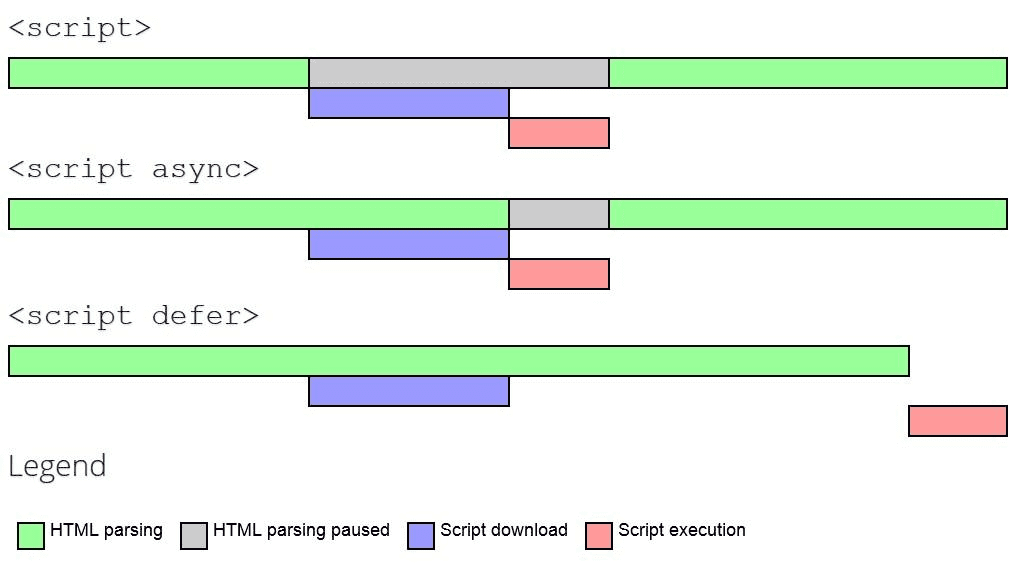 <script>
<script async>
<script defer>
Legend
HTML parsing HTML parsing paused Script download Script execution